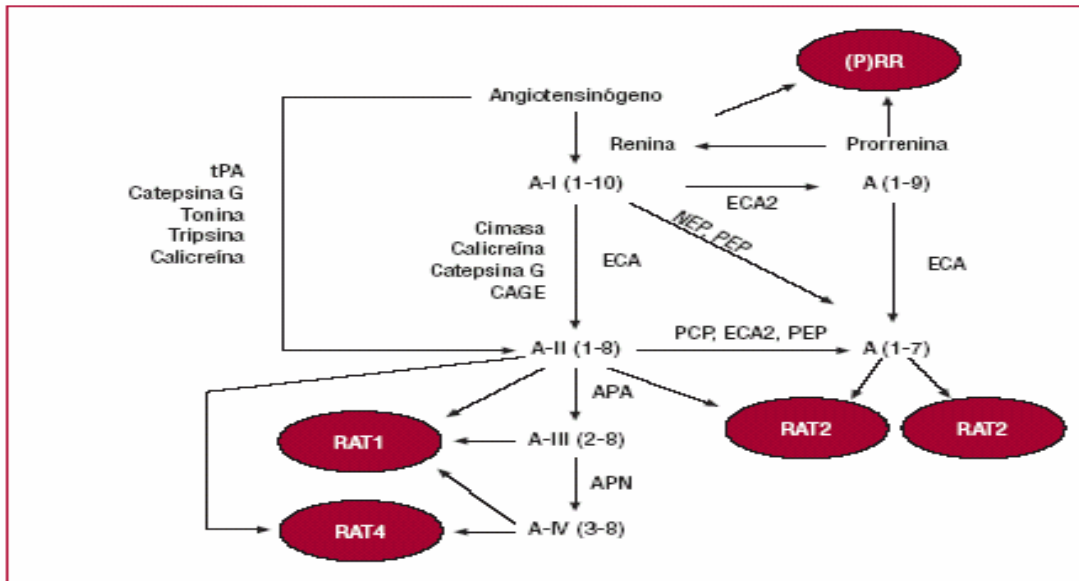 (P)RR
Angiotensinógeno
Renina
Prorrenina
tPA
Catepsina G
Tonina
Tripsina
Calicreína
A-I (1-10)
ECA2
A (1-9)
NEP, PEP
Cimasa
Calicreína
Catepsina G
CAGE
ECA
ECA
PCP, ECA2, PEP
A-II (1-8)
A (1-7)
APA
RAT1
A-III (2-8)
RAT2
RAT2
APN
RAT4
A-IV (3-8)